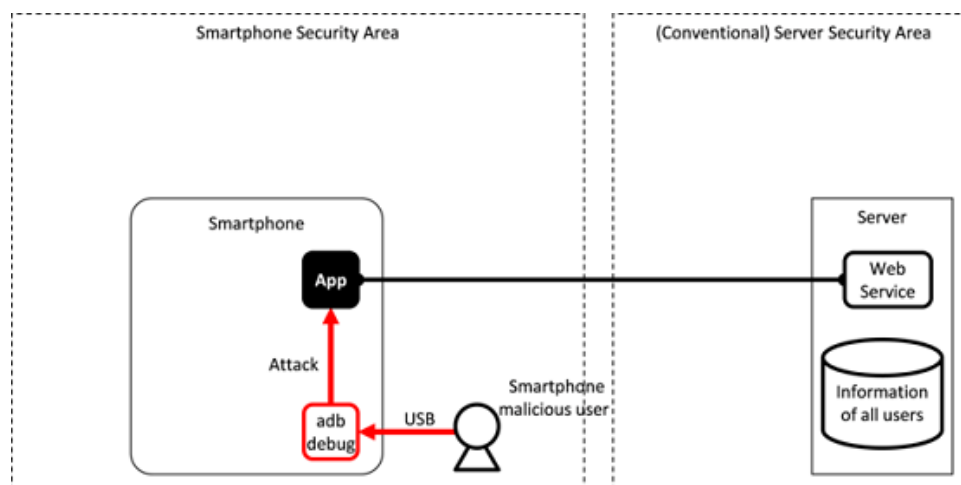 Smartphone Security Area
(Conventional) Server Security Area
Smartphone
Server
App
Web
Service
Attack
Smartphone
malicious user
USB
adb
debug
Information
of all users